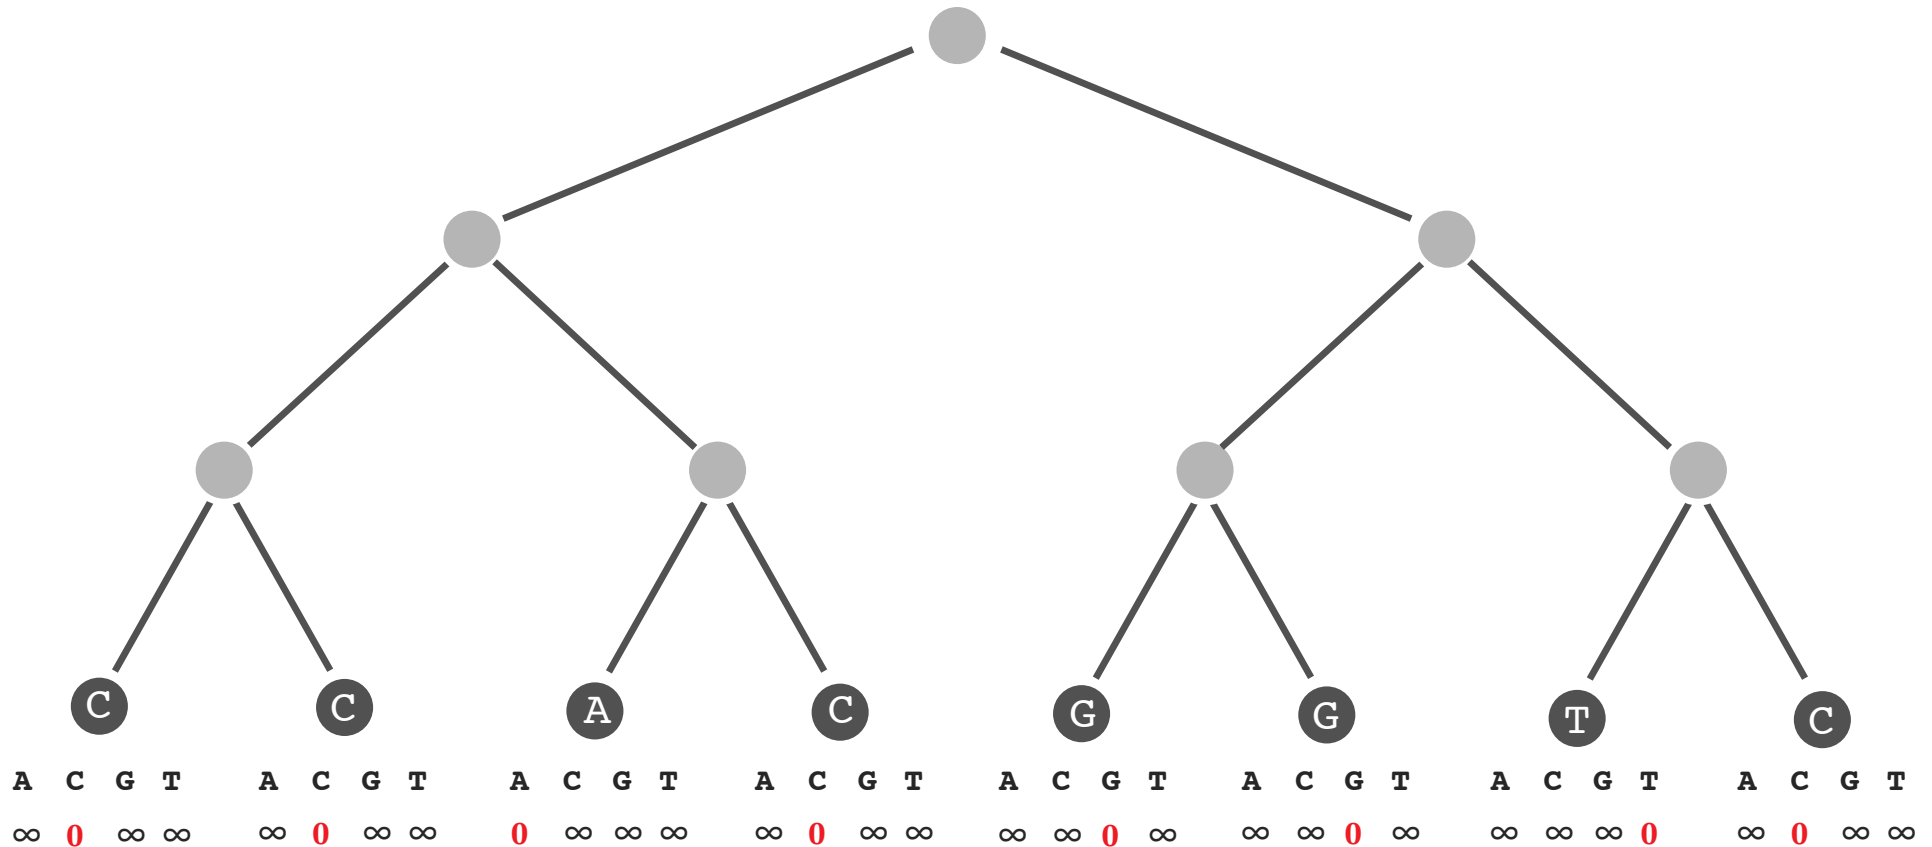 C C A C G G T C
A C G T A C G T A C G T A C G T A C G T A C G T A C G T A C G T
∞ 0 ∞ ∞ ∞ 0 ∞ ∞ 0 ∞ ∞ ∞ ∞ 0 ∞ ∞ ∞ ∞ 0 ∞ ∞ ∞ 0 ∞ ∞ ∞ ∞ 0 ∞ 0 ∞ ∞